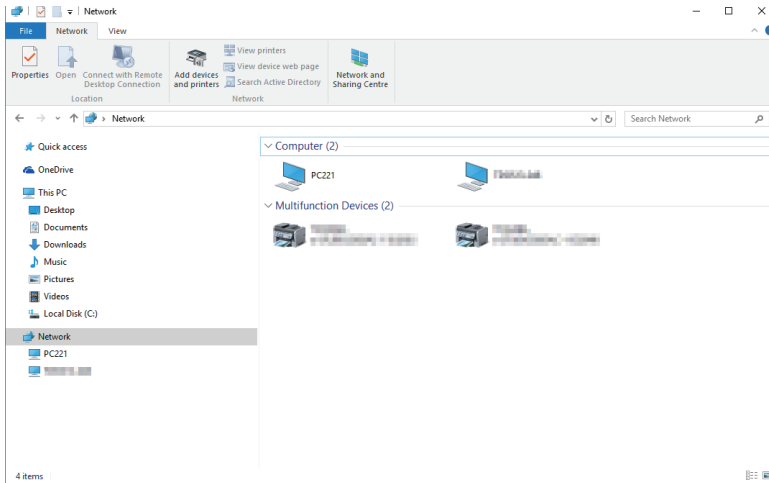 Network
File Network View
Properties
Open
Connect with Remote
Desktop Connection
Location
Add devices
and printers
View printers
View device web page
Search Active Directory
Network
Network and
Sharing Centre
Network
Search Network
Quick access
OneDrive
This PC
Desktop
Documents
Downloads
Music
Pictures
Videos
Local Disk (C:)
Network
PC221
Computer (2)
PC221
Multifunction Devices (2)
4 items